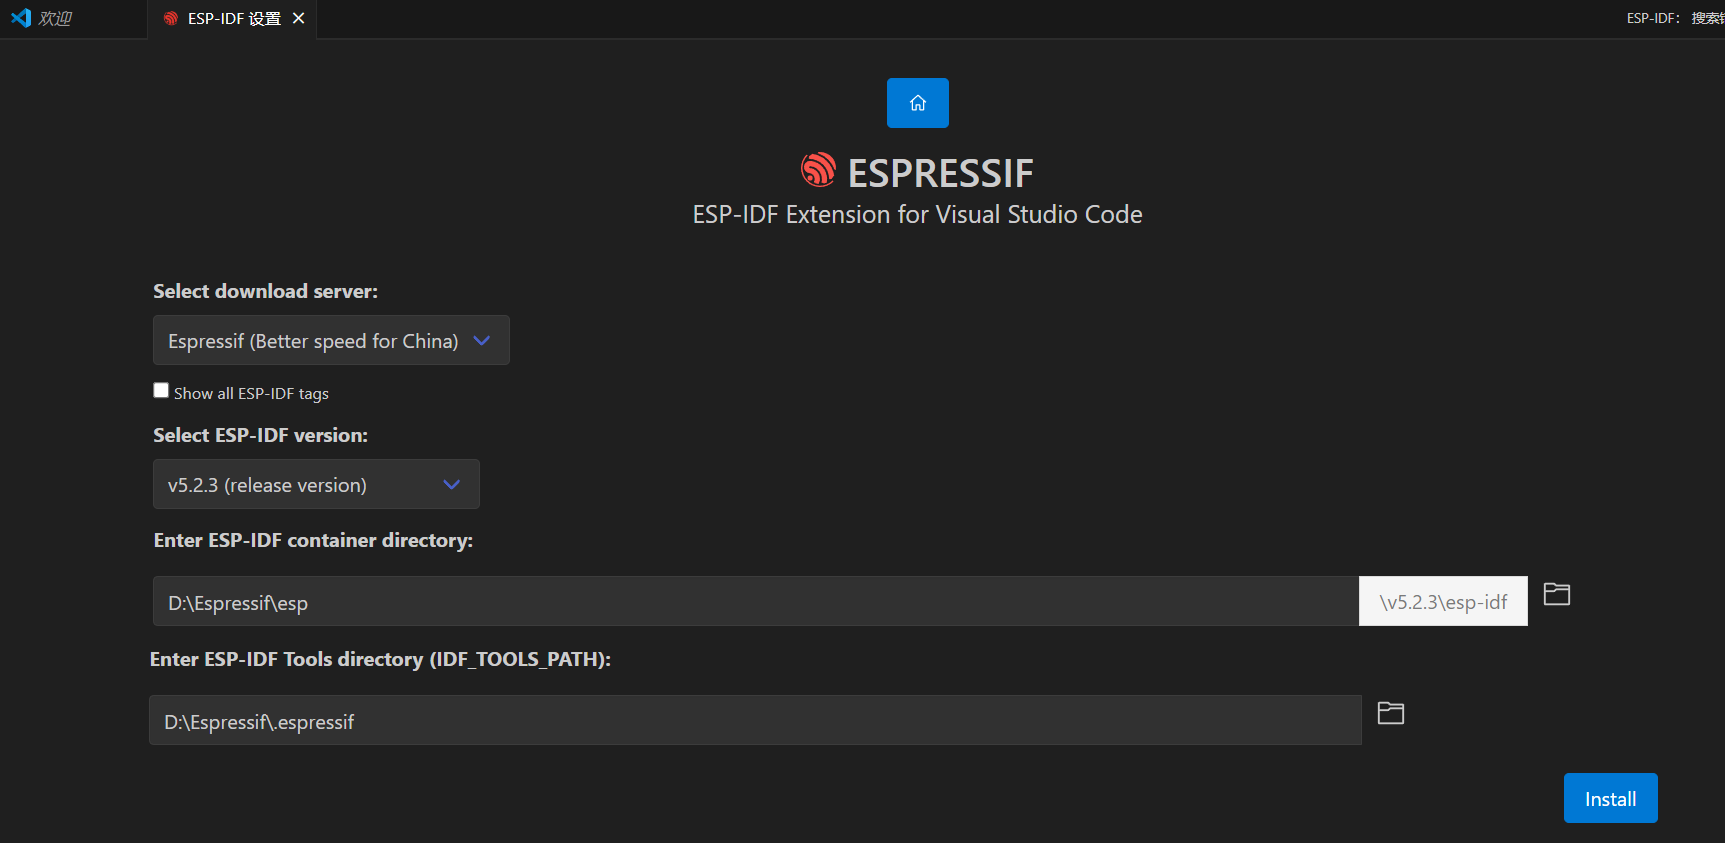 欢迎
ESP-IDF 设置
ESP-IDF： 搜索
ESPRESSIF
ESP-IDF Extension for Visual Studio Code
Select download server:
Espressif (Better speed for China)
Show all ESP-IDF tags
Select ESP-IDF version:
v5.2.3 (release version)
Enter ESP-IDF container directory:
D:\Espressif\esp
\v5.2.3\esp-idf
Enter ESP-IDF Tools directory (IDF_TOOLS_PATH):
D:\Espressif\.espressif
Install